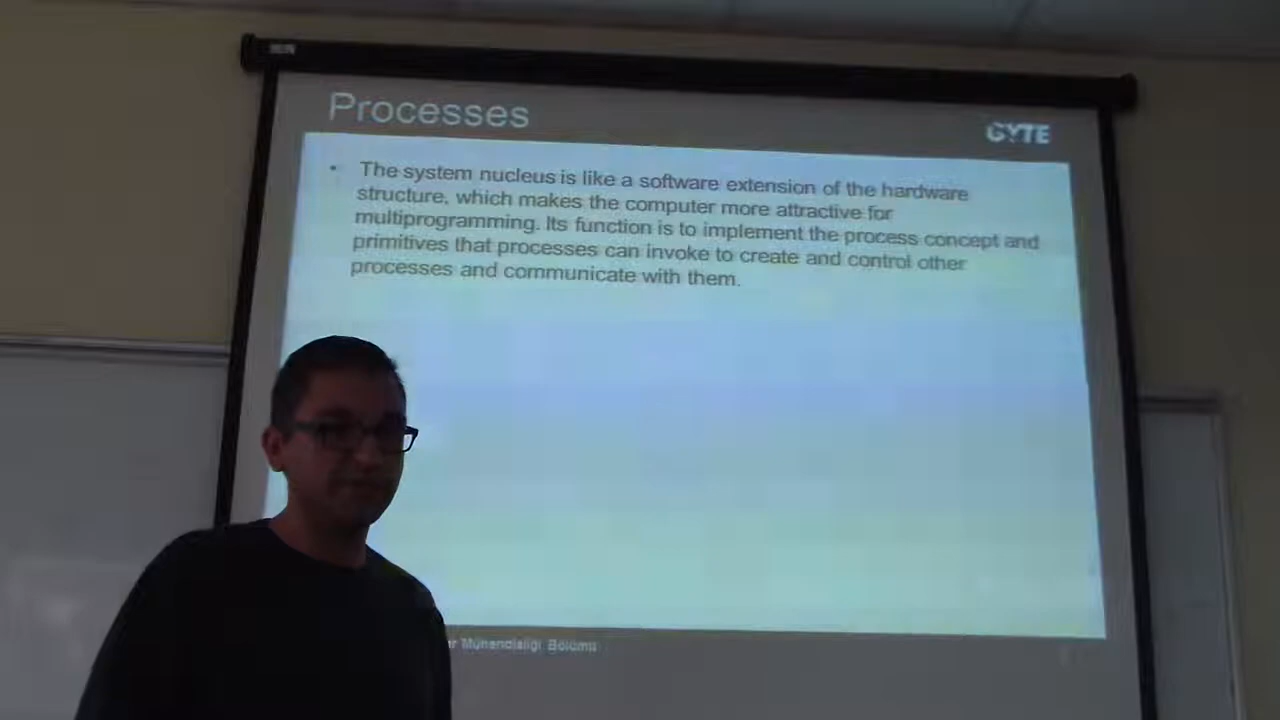 Processes
GYTE
• The system nucleus is like a software extension of the hardware
structure, which makes the computer more attractive for
multiprogramming. Its function is to implement the process concept and
primitives that processes can invoke to create and control other
processes and communicate with them.
Mühendisliği Bölümü